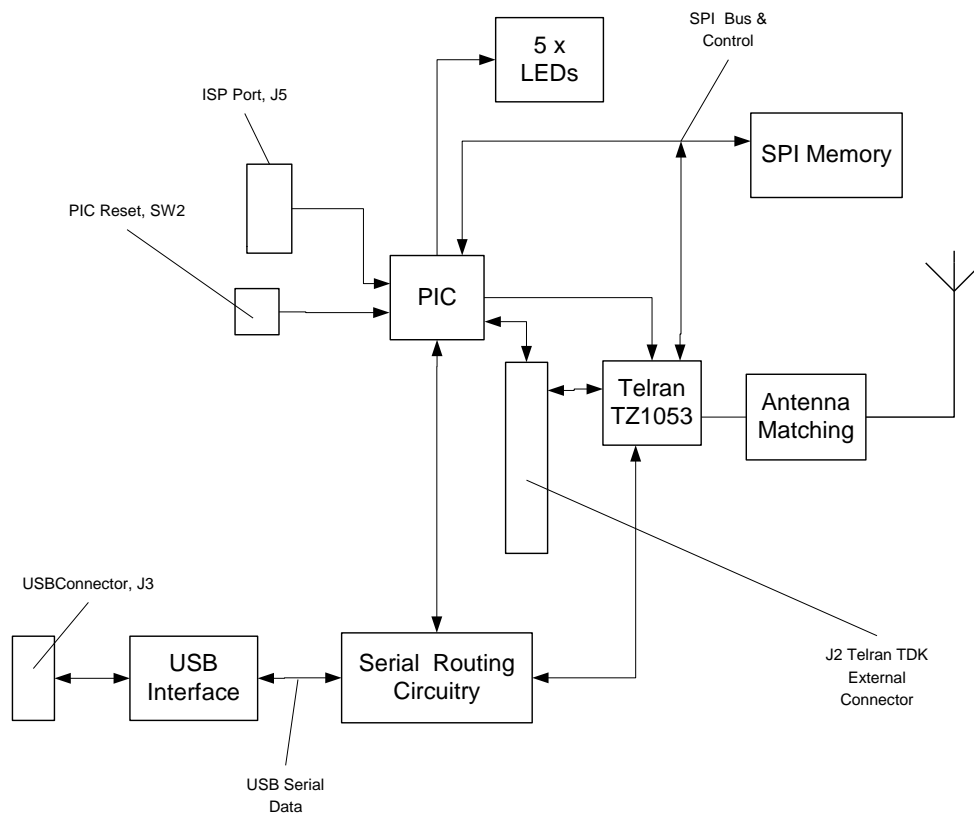 SPI Bus &
Control
5 x
LEDs
ISP Port, J5
SPI Memory
PIC Reset, SW2
PIC
Telran
TZ1053
Antenna
Matching
USBConnector, J3
USB
Interface
Serial Routing
Circuitry
J2 Telran TDK
External
Connector
USB Serial
Data